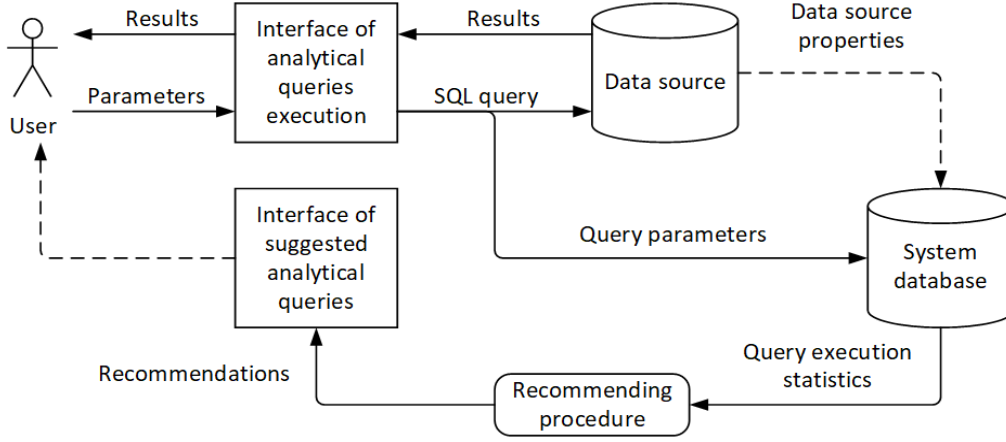 Results
Results
Data source
properties
Interface of
analytical
queries
execution
Data source
Parameters
SQL query
User
Interface of
suggested
analytical
queries
Query parameters
System
database
Query execution
statistics
Recommendations
Recommending
procedure